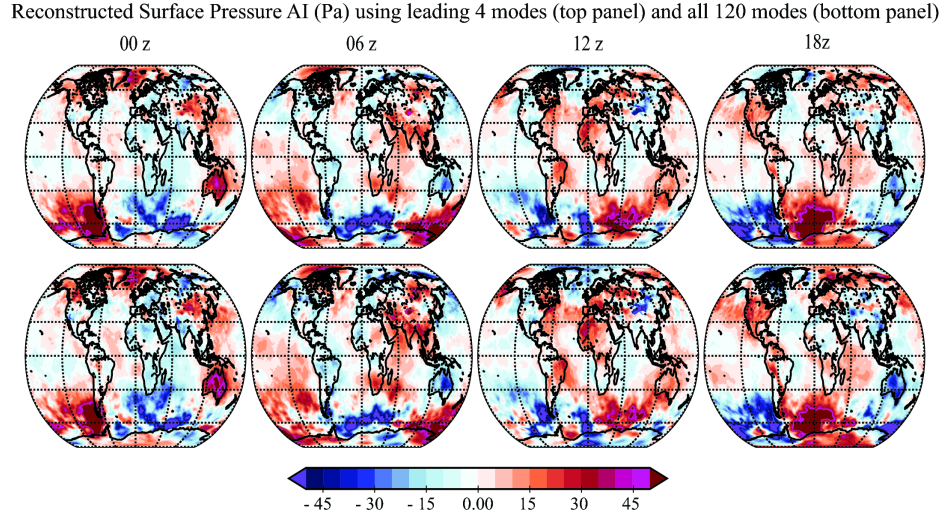 Reconstructed Surface Pressure AI (Pa) using leading 4 modes (top panel) and all 120 modes (bottom panel)
00 z 06 z 12 z 18z
- 45 - 30 - 15 0.00 15 30 45